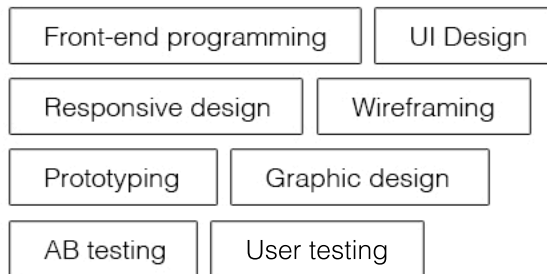 Front-end programming UI Design
Responsive design Wireframing
Prototyping Graphic design
AB testing User testing